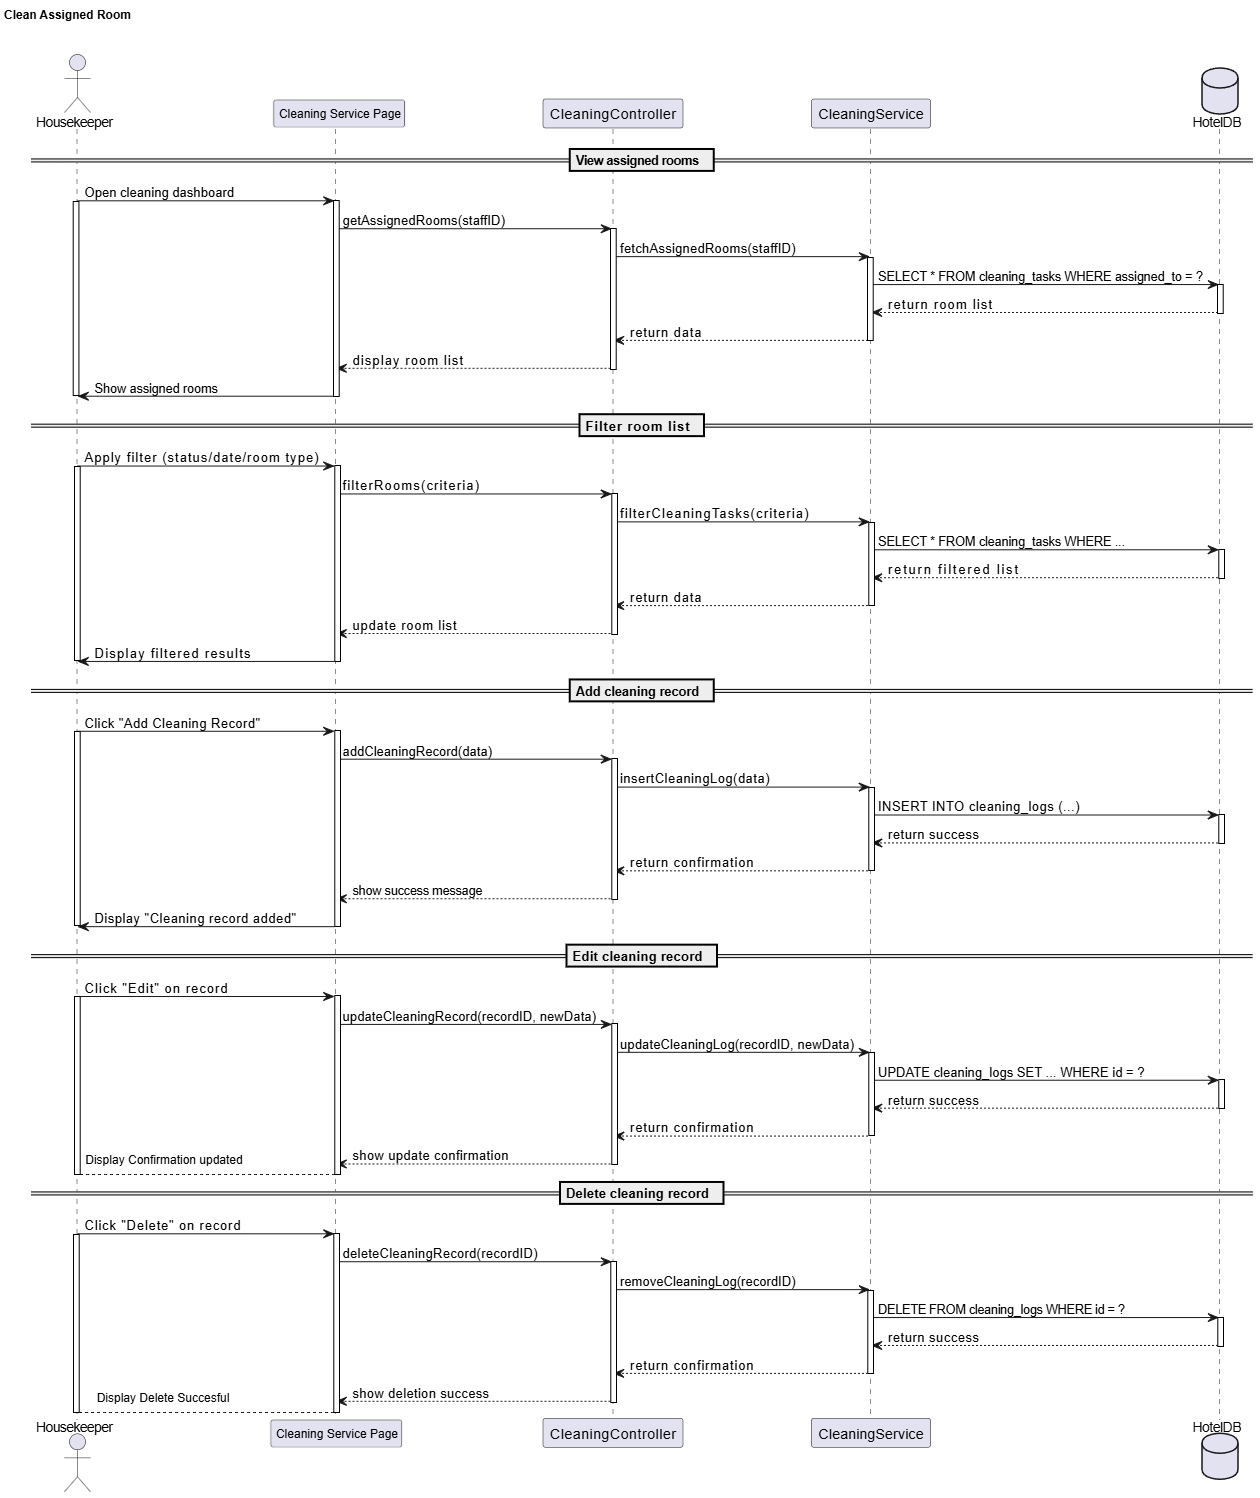 Clean Assigned Room
Housekeeper
Cleaning Service Page
CleaningController
CleaningService
HotelDB
View assigned rooms
Open cleaning dashboard
getAssignedRooms(staffID)
fetchAssignedRooms(staffID)
SELECT * FROM cleaning_tasks WHERE assigned_to = ?
return room list
return data
display room list
Show assigned rooms
Filter room list
Apply filter (status/date/room type)
filterRooms(criteria)
filterCleaningTasks(criteria)
SELECT * FROM cleaning_tasks WHERE ...
return filtered list
return data
update room list
Display filtered results
Add cleaning record
Click "Add Cleaning Record"
addCleaningRecord(data)
insertCleaningLog(data)
INSERT INTO cleaning_logs (...)
return success
return confirmation
show success message
Display "Cleaning record added"
Edit cleaning record
Click "Edit" on record
updateCleaningRecord(recordID, newData)
updateCleaningLog(recordID, newData)
UPDATE cleaning_logs SET ... WHERE id = ?
return success
return confirmation
show update confirmation
Display Confirmation updated
Delete cleaning record
Click "Delete" on record
deleteCleaningRecord(recordID)
removeCleaningLog(recordID)
DELETE FROM cleaning_logs WHERE id = ?
return success
return confirmation
show deletion success
Display Delete Succesful
Housekeeper
Cleaning Service Page
CleaningController
CleaningService
HotelDB